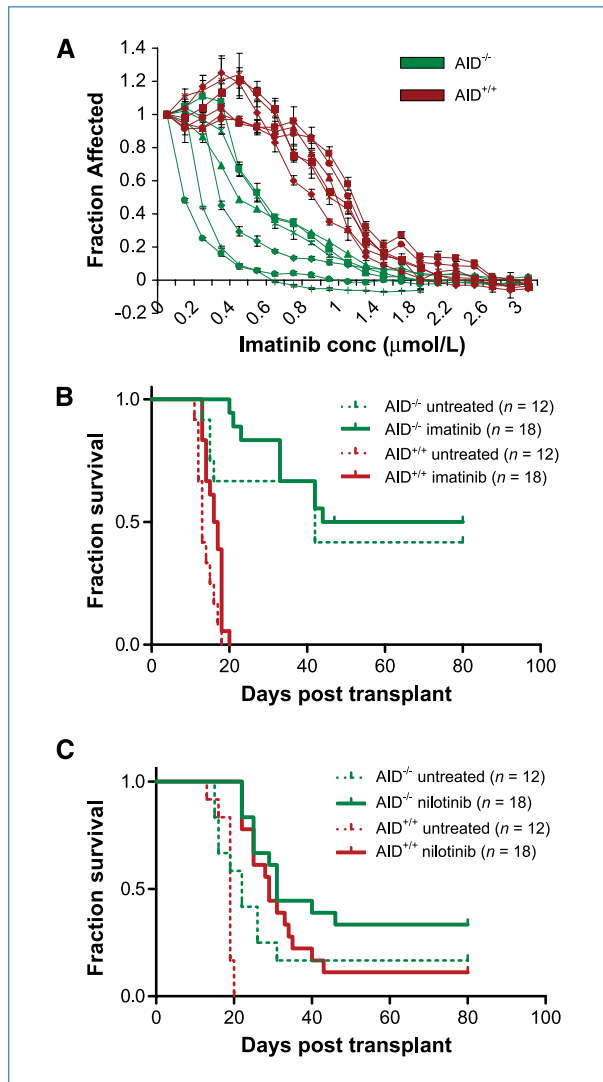 A
1.4
1.2
1
0.8
0.6
0.4
0.2
0
-0.2
Fraction Affected
AID-/-
AID+/+
0
0.2
0.4
0.6
0.8
1
1.4
1.8
2.2
2.6
3
Imatinib conc (μmol/L)
B
1.0
0.5
0.0
Fraction survival
AID-/- untreated (n = 12)
AID-/- imatinib (n = 18)
AID+/+ untreated (n = 12)
AID+/+ imatinib (n = 18)
0 20 40 60 80 100
Days post transplant
C
1.0
0.5
0.0
Fraction survival
AID-/- untreated (n = 12)
AID-/- nilotinib (n = 18)
AID+/+ untreated (n = 12)
AID+/+ nilotinib (n = 18)
0 20 40 60 80 100
Days post transplant